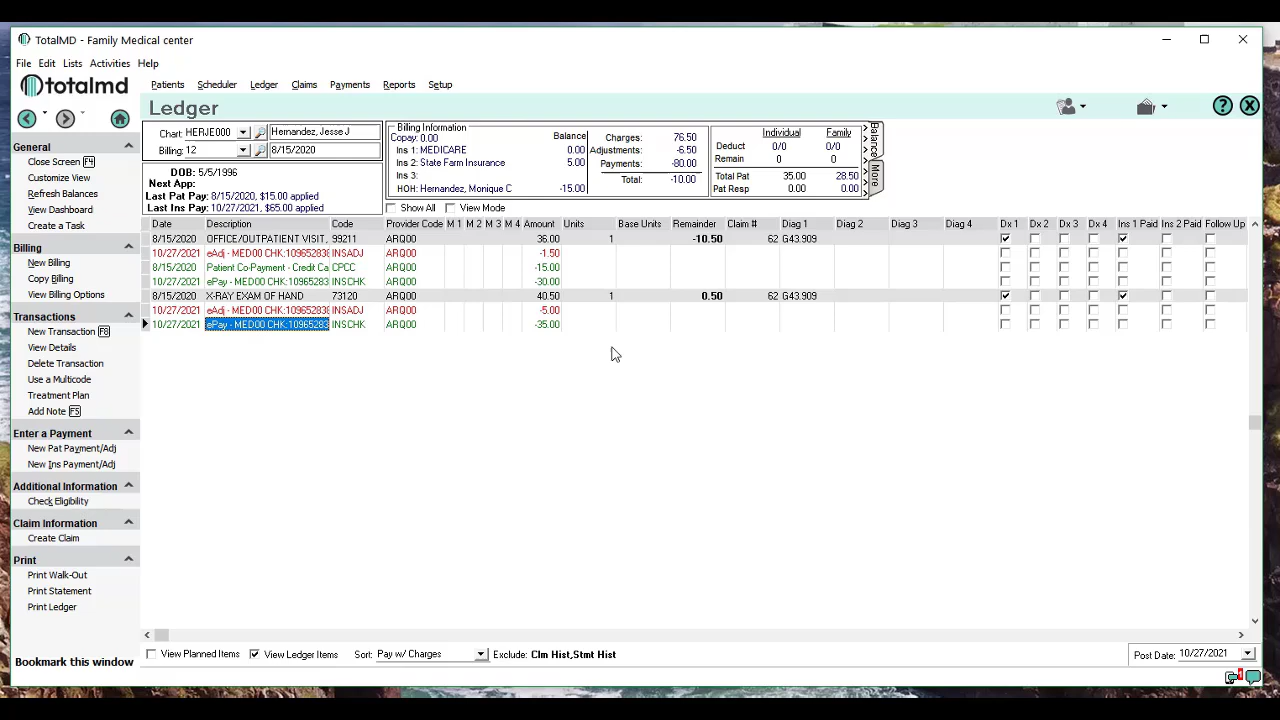 TotalMD - Family Medical center
File Edit Lists Activities Help
totalmd Patients Scheduler Ledger Claims Payments Reports Setup
Ledger
General
Close Screen F4
Customize View
Refresh Balances
View Dashboard
Create a Task
Billing
New Billing
Copy Billing
View Billing Options
Transactions
New Transaction F8
View Details
Delete Transaction
Use a Multicode
Treatment Plan
Add Note F5
Enter a Payment
New Pat Payment/Adj
New Ins Payment/Adj
Additional Information
Check Eligibility
Claim Information
Create Claim
Print
Print Walk-Out
Print Statement
Print Ledger
Bookmark this window
Chart: HERJE000 Hernandez, Jesse J
Billing: 12 8/15/2020
DOB: 5/5/1996
Next App:
Last Pat Pay: 8/15/2020, $15.00 applied
Last Ins Pay: 10/27/2021, $65.00 applied
Billing Information
Copay: 0.00 Balance
Ins 1: MEDICARE 0.00
Ins 2: State Farm Insurance 5.00
Ins 3:
HOH: Hernandez, Monique C -15.00
Charges: 76.50
Adjustments: -6.50
Payments: -80.00
Total: -10.00
Individual Family
Deduct 0/0 0/0
Remain 0 0
Total Pat 35.00 28.50
Pat Resp 0.00 0.00
Balance
More
Show All View Mode
Date Description Code Provider Code M 1 M 2 M 3 M 4 Amount Units Base Units Remainder Claim # Diag 1 Diag 2 Diag 3 Diag 4 Dx 1 Dx 2 Dx 3 Dx 4 Ins 1 Paid Ins 2 Paid Follow Up
8/15/2020 OFFICE/OUTPATIENT VISIT, 99211 ARQ00 36.00 1 -10.50 62 G43.909
10/27/2021 eAdj - MED00 CHK:10965283 INSADJ ARQ00 -1.50
8/15/2020 Patient Co-Payment - Credit Ca CPCC ARQ00 -15.00
10/27/2021 ePay - MED00 CHK:10965283 INSCHK ARQ00 -30.00
8/15/2020 X-RAY EXAM OF HAND 73120 ARQ00 40.50 1 0.50 62 G43.909
10/27/2021 eAdj - MED00 CHK:10965283 INSADJ ARQ00 -5.00
10/27/2021 ePay - MED00 CHK:10965283 INSCHK ARQ00 -35.00
View Planned Items View Ledger Items Sort: Pay w/ Charges Exclude: Clm Hist,Stmt Hist Post Date: 10/27/2021